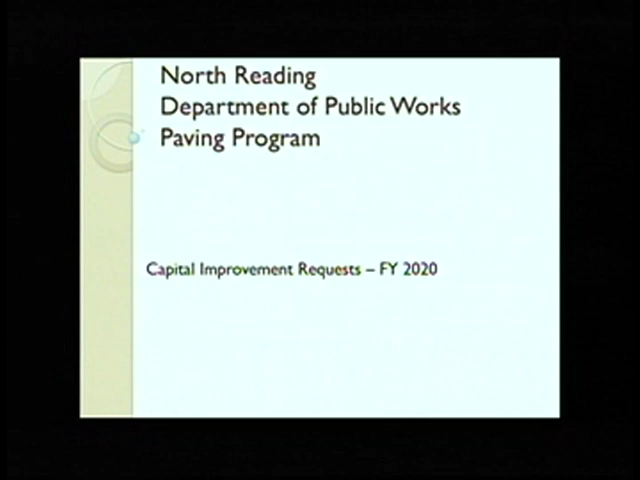 North Reading
Department of Public Works
Paving Program
Capital Improvement Requests – FY 2020